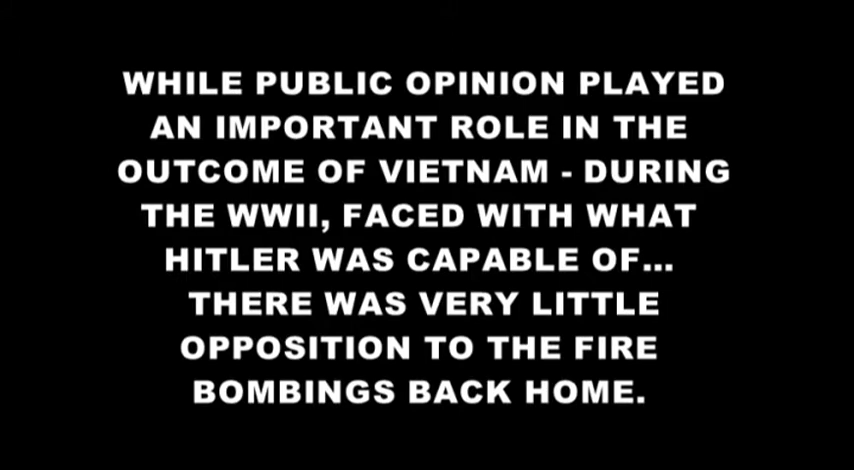 WHILE PUBLIC OPINION PLAYED
AN IMPORTANT ROLE IN THE
OUTCOME OF VIETNAM - DURING
THE WWII, FACED WITH WHAT
HITLER WAS CAPABLE OF...
THERE WAS VERY LITTLE
OPPOSITION TO THE FIRE
BOMBINGS BACK HOME.